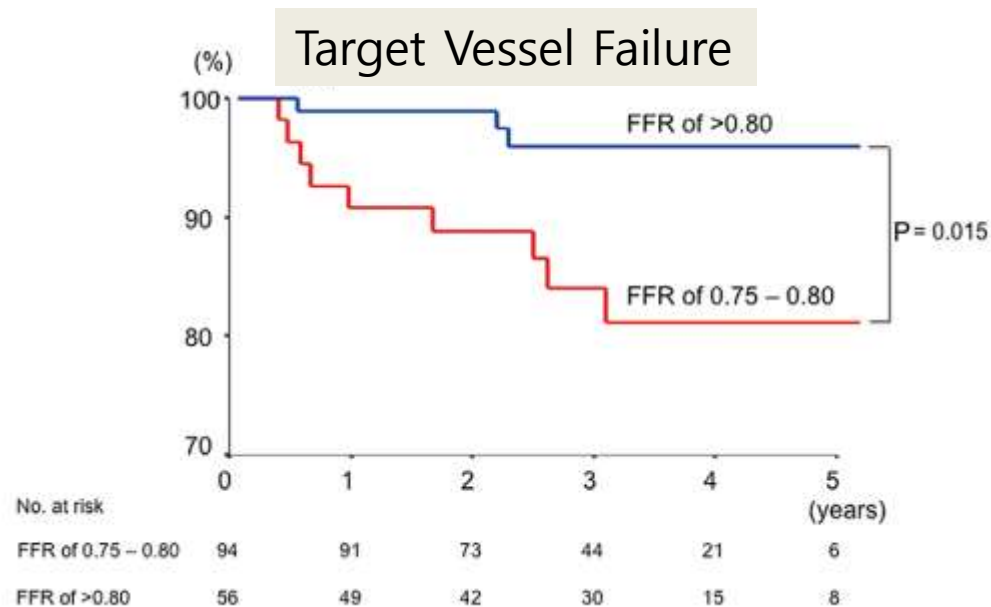 Target Vessel Failure
(%)
100
FFR of >0.80
90
P = 0.015
FFR of 0.75 – 0.80
80
70
0 1 2 3 4 5
(years)
No. at risk
FFR of 0.75 – 0.80 94 91 73 44 21 6
FFR of >0.80 56 49 42 30 15 8